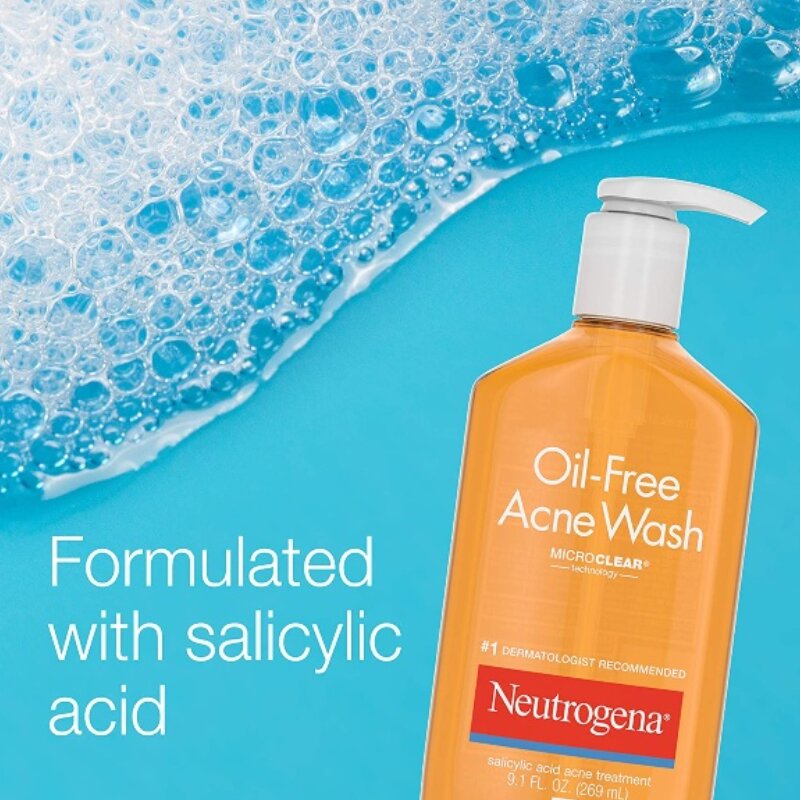 Formulated
with salicylic
acid
Oil-Free
Acne Wash
MICROCLEAR®
technology
#1 DERMATOLOGIST RECOMMENDED
Neutrogena®
salicylic acid acne treatment
9.1 FL. OZ. (269 mL)